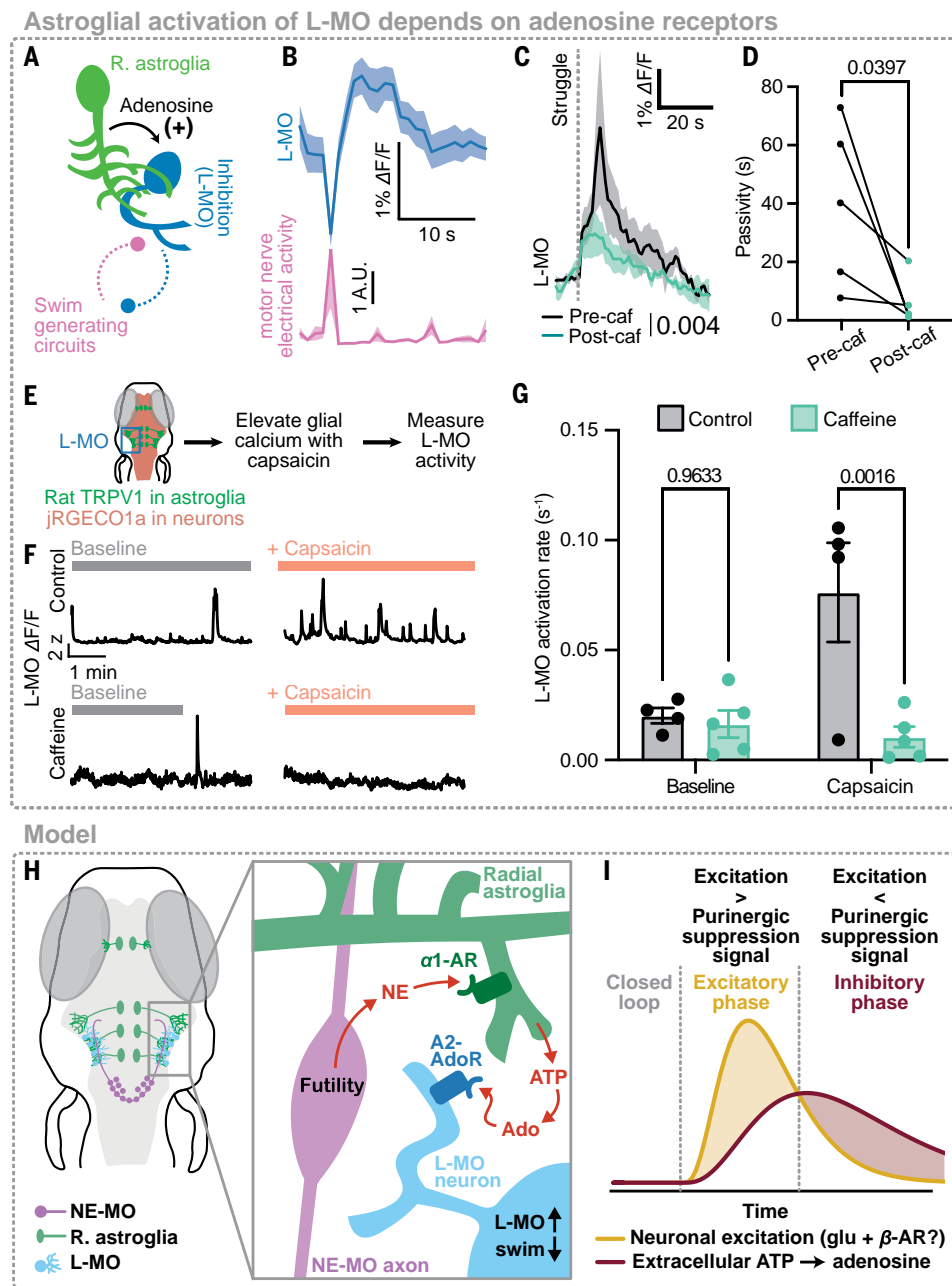 Astroglial activation of L-MO depends on adenosine receptors
A
R. astroglia
Adenosine
(+)
Inhibition
(L-MO)
Swim
generating
circuits
B
L-MO
1% ΔF/F
10 s
motor nerve
electrical activity
1 A.U.
C
Struggle
1% ΔF/F
20 s
L-MO
Pre-caf
Post-caf
0.004
D
0.0397
Passivity (s)
80
60
40
20
0
Pre-caf
Post-caf
E
L-MO
Elevate glial
calcium with
capsaicin
Measure
L-MO
activity
Rat TRPV1 in astroglia
jRGECO1a in neurons
F
Baseline
+ Capsaicin
Control
L-MO ΔF/F
2 z
1 min
Baseline
+ Capsaicin
Caffeine
G
Control
Caffeine
L-MO activation rate (s⁻¹)
0.15
0.10
0.05
0.00
0.9633
0.0016
Baseline
Capsaicin
Model
H
NE-MO
R. astroglia
L-MO
Radial
astroglia
α1-AR
NE
Futility
A2-
AdoR
ATP
Ado
L-MO
neuron
L-MO
swim
NE-MO axon
I
Excitation
>
Purinergic
suppression
signal
Excitation
<
Purinergic
suppression
signal
Closed
loop
Excitatory
phase
Inhibitory
phase
Time
Neuronal excitation (glu + β-AR?)
Extracellular ATP → adenosine